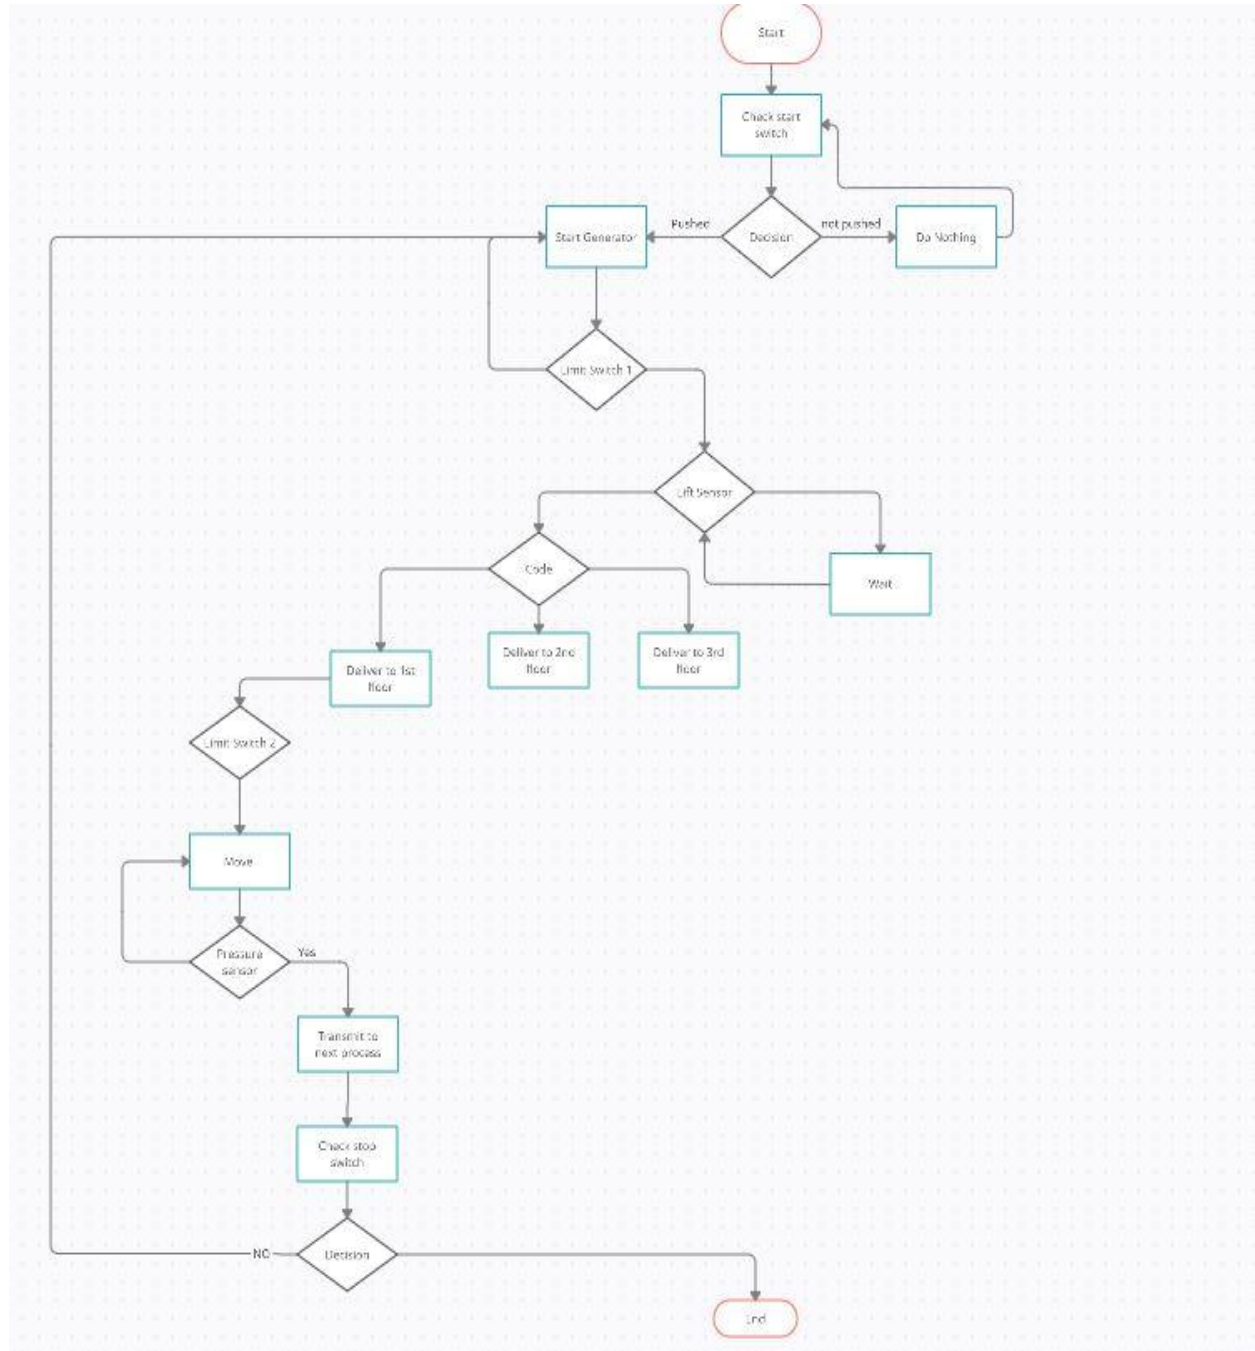 Start
Check start
switch
Pushed
Decision
not pushed
Start Generator
Do Nothing
Limit Switch 1
Lift Sensor
Code
Wait
Deliver to 1st
floor
Deliver to 2nd
floor
Deliver to 3rd
floor
Limit Switch 2
Move
Pressure
sensor
Yes
Transmit to
next process
Check stop
switch
NO
Decision
End